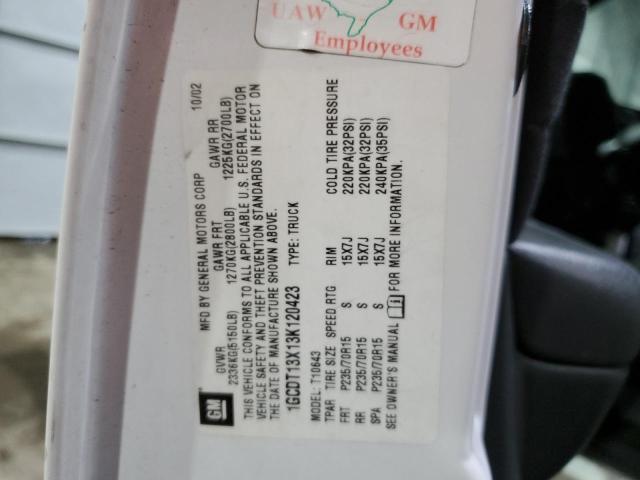 UAW GM
Employees
GM
MFD BY GENERAL MOTORS CORP 10/02
GVWR GAWR FRT GAWR RR
2336KG(5150LB) 1270KG(2800LB) 1225KG(2700LB)
THIS VEHICLE CONFORMS TO ALL APPLICABLE U.S. FEDERAL MOTOR
VEHICLE SAFETY AND THEFT PREVENTION STANDARDS IN EFFECT ON
THE DATE OF MANUFACTURE SHOWN ABOVE.
1GCDT13X13K120423 TYPE: TRUCK
MODEL: T10643
TPAR TIRE SIZE SPEED RTG RIM COLD TIRE PRESSURE
FRT P235/70R15 S 15X7J 220KPA(32PSI)
RR P235/70R15 S 15X7J 220KPA(32PSI)
SPA P235/70R15 S 15X7J 240KPA(35PSI)
SEE OWNER'S MANUAL FOR MORE INFORMATION.